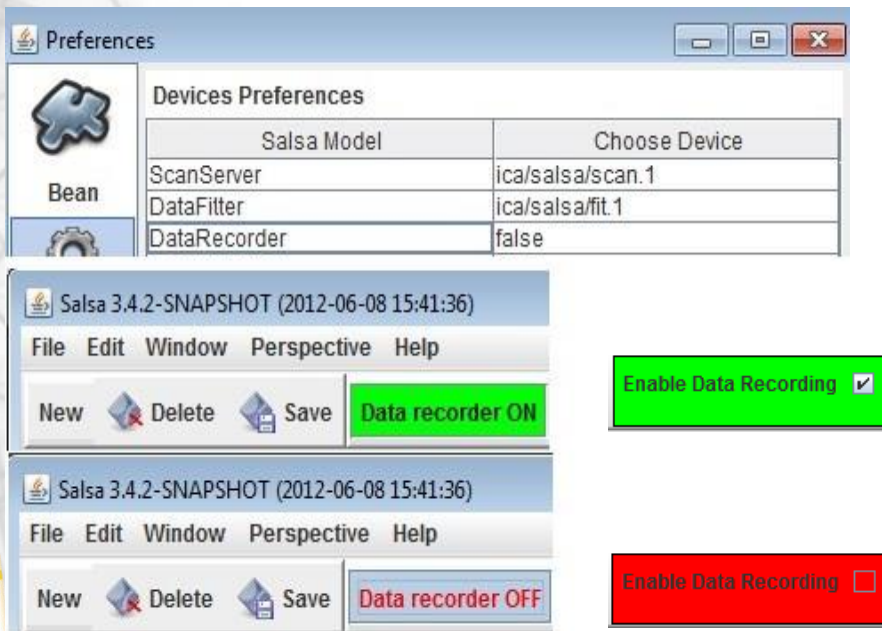 Preferences
Devices Preferences
Salsa Model Choose Device
Bean
ScanServer ica/salsa/scan.1
DataFitter ica/salsa/fit.1
DataRecorder false
Salsa 3.4.2-SNAPSHOT (2012-06-08 15:41:36)
File Edit Window Perspective Help
New Delete Save Data recorder ON
Enable Data Recording
Salsa 3.4.2-SNAPSHOT (2012-06-08 15:41:36)
File Edit Window Perspective Help
New Delete Save Data recorder OFF
Enable Data Recording